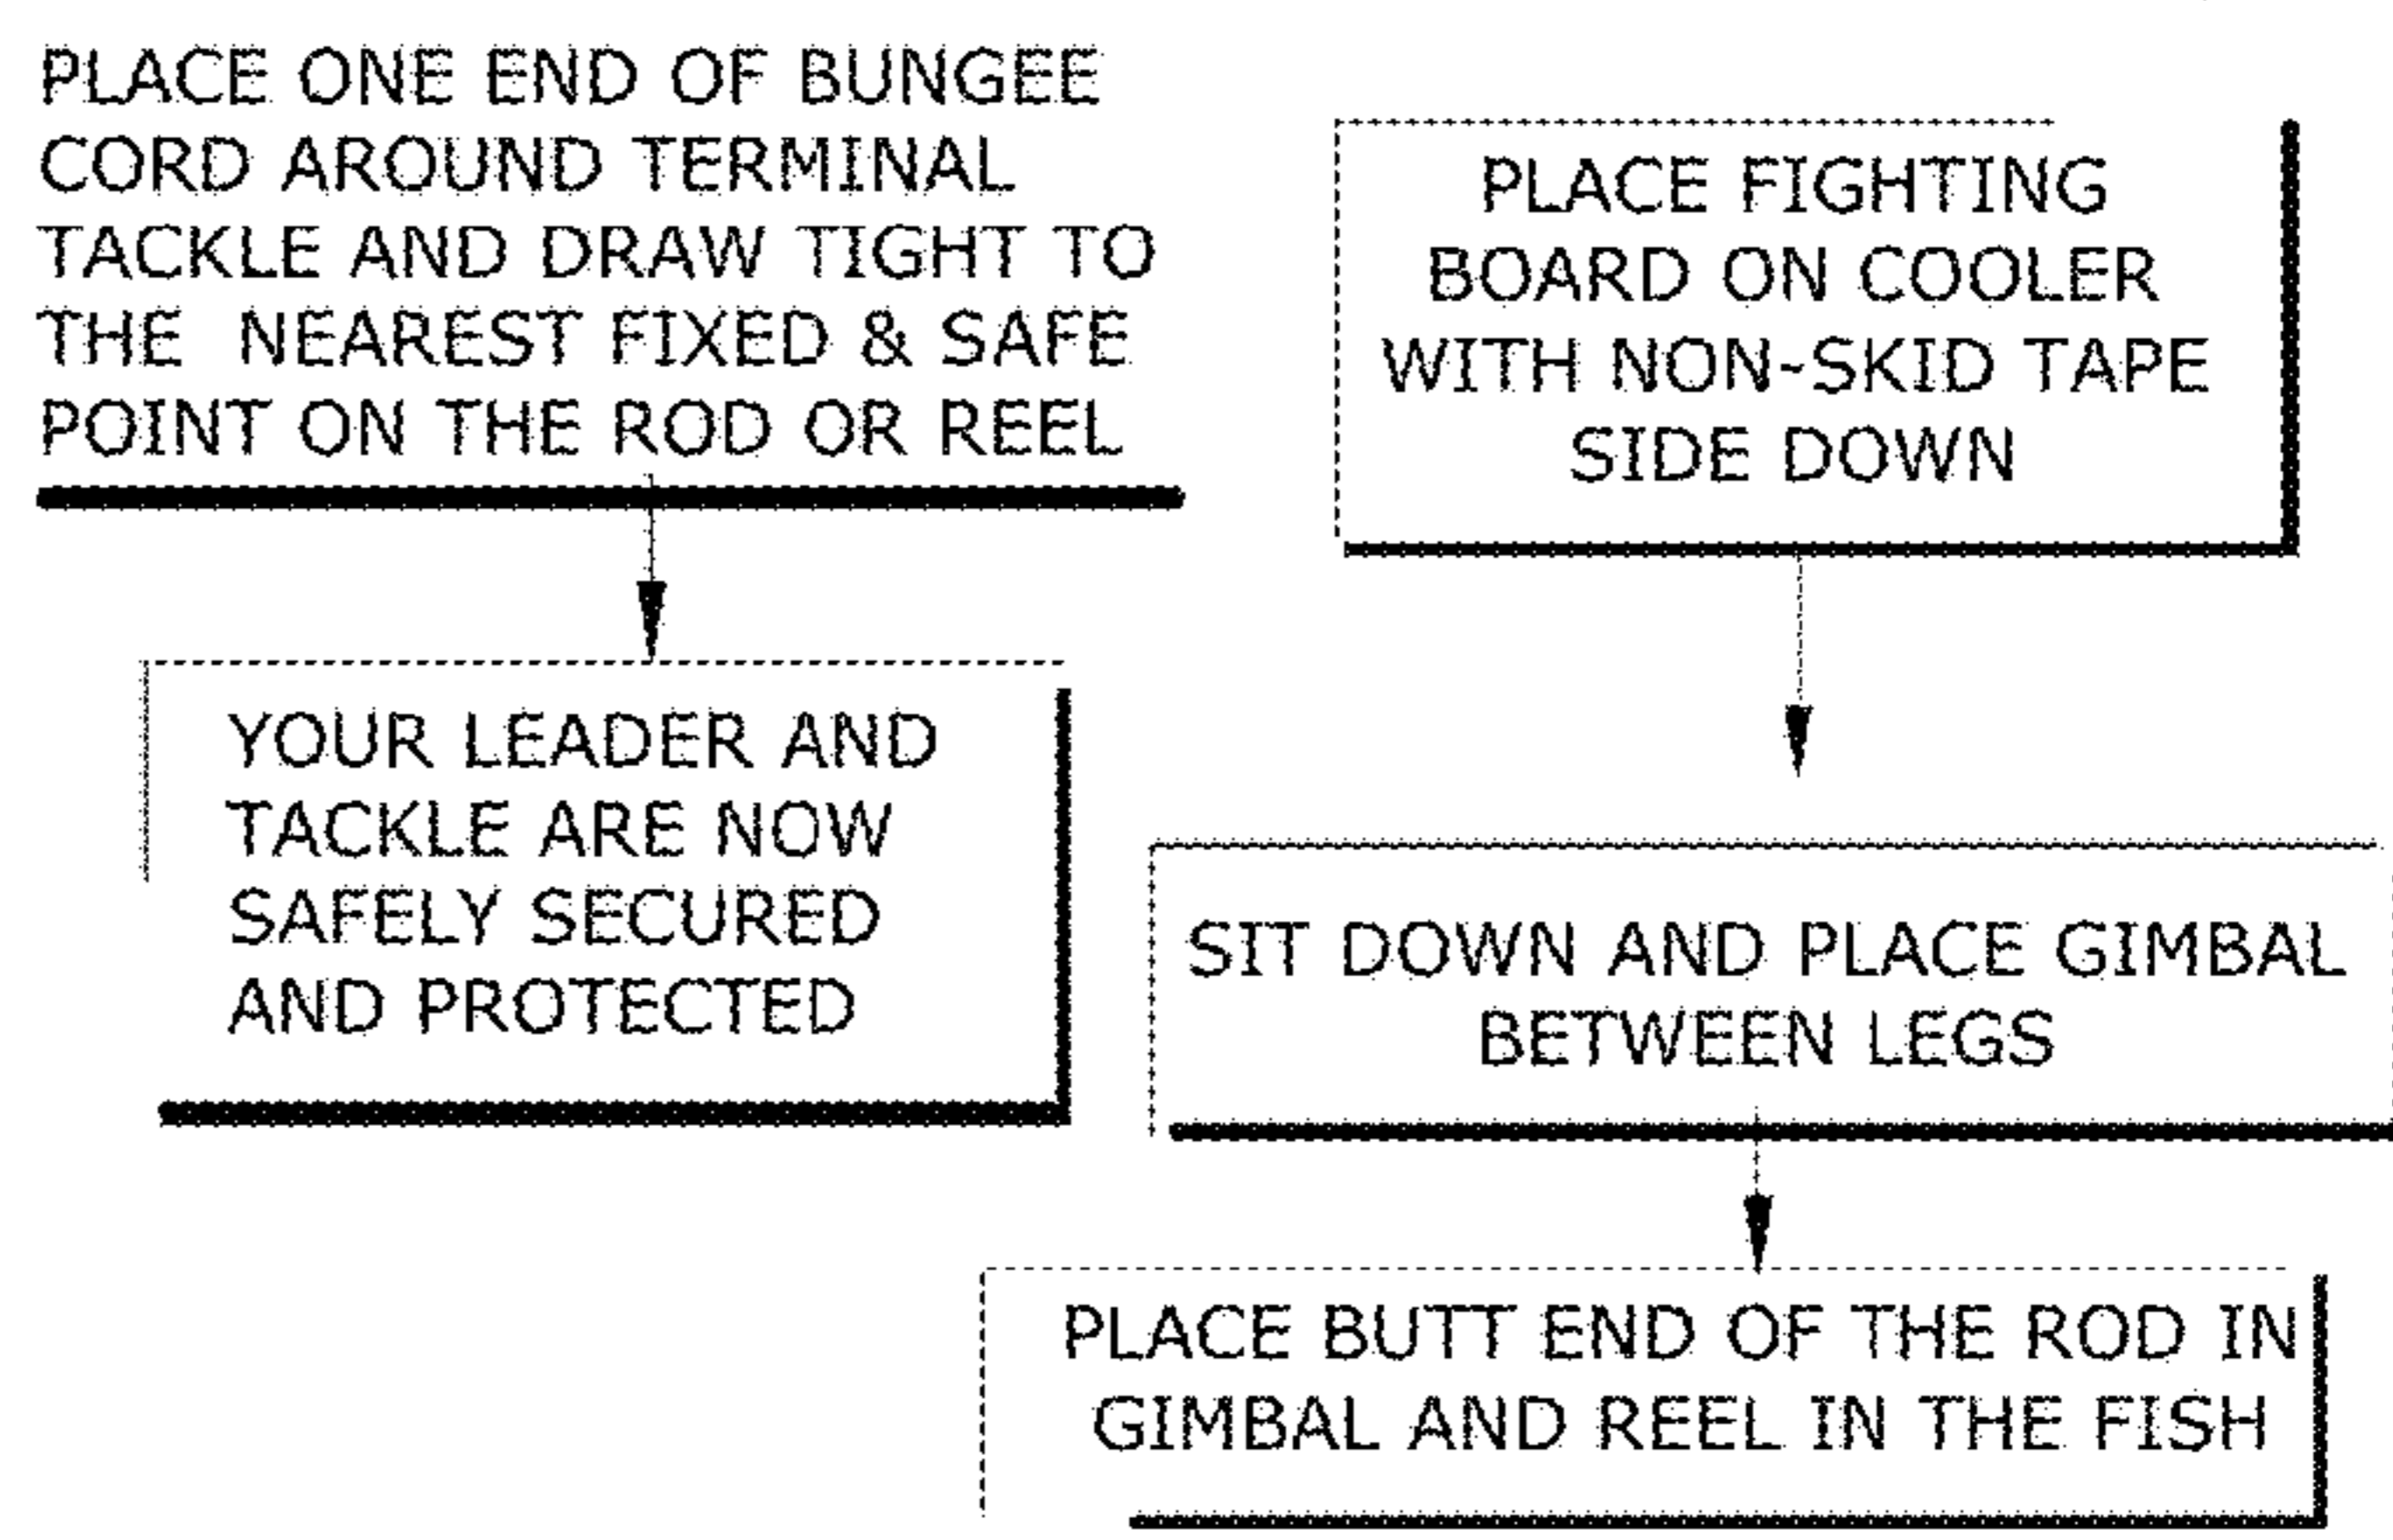 PLACE ONE END OF BUNGEE
CORD AROUND TERMINAL
TACKLE AND DRAW TIGHT TO
THE NEAREST FIXED & SAFE
POINT ON THE ROD OR REEL
YOUR LEADER AND
TACKLE ARE NOW
SAFELY SECURED
AND PROTECTED
PLACE FIGHTING
BOARD ON COOLER
WITH NON-SKID TAPE
SIDE DOWN
SIT DOWN AND PLACE GIMBAL
BETWEEN LEGS
PLACE BUTT END OF THE ROD IN
GIMBAL AND REEL IN THE FISH